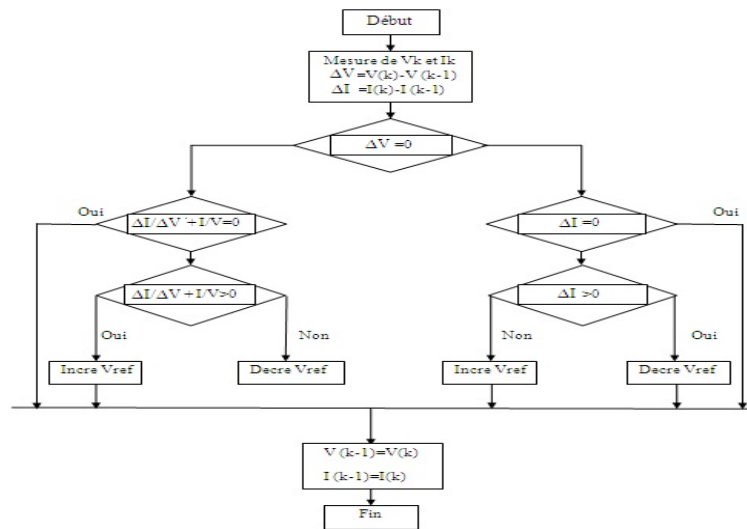 Début
Mesure de Vk et Ik
ΔV=V(k)-V (k-1)
ΔI =I(k)-I (k-1)
ΔV =0
Oui
ΔI/ΔV + I/V=0
ΔI =0
Oui
ΔI/ΔV + I/V>0
ΔI >0
Oui
Non
Non
Oui
Incre Vref
Decre Vref
Incre Vref
Decre Vref
V (k-1)=V(k)
I (k-1)=I(k)
Fin